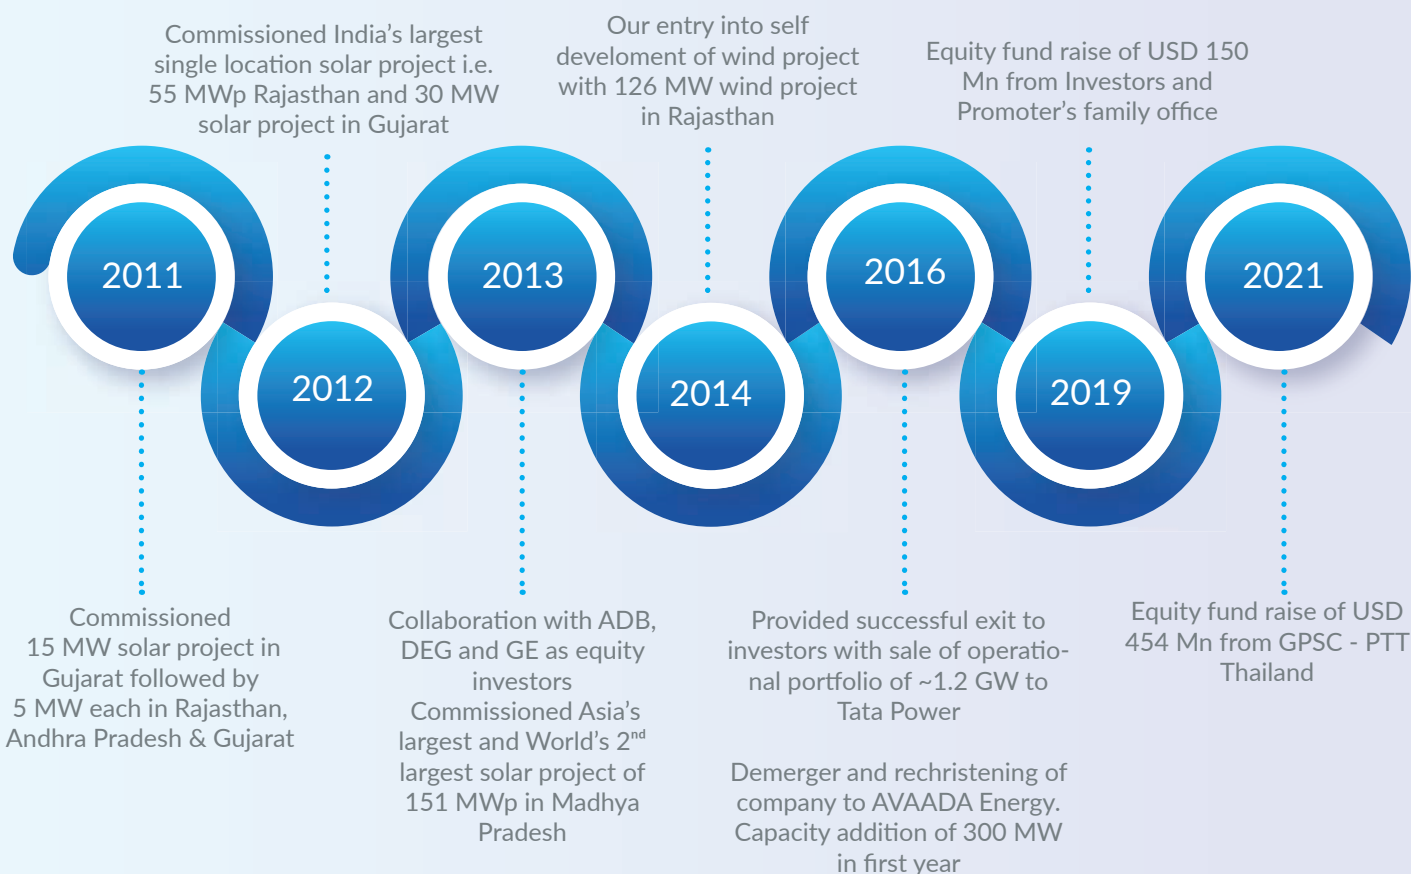 Commissioned India's largest
single location solar project i.e.
55 MWp Rajasthan and 30 MW
solar project in Gujarat
Our entry into self
develoment of wind project
with 126 MW wind project
in Rajasthan
Equity fund raise of USD 150
Mn from Investors and
Promoter's family office
2011
2012
2013
2014
2016
2019
2021
Commissioned
15 MW solar project in
Gujarat followed by
5 MW each in Rajasthan,
Andhra Pradesh & Gujarat
Collaboration with ADB,
DEG and GE as equity
investors
Commissioned Asia's
largest and World's 2nd
largest solar project of
151 MWp in Madhya
Pradesh
Provided successful exit to
investors with sale of operatio-
nal portfolio of ~1.2 GW to
Tata Power
Demerger and rechristening of
company to AVAADA Energy.
Capacity addition of 300 MW
in first year
Equity fund raise of USD
454 Mn from GPSC - PTT
Thailand